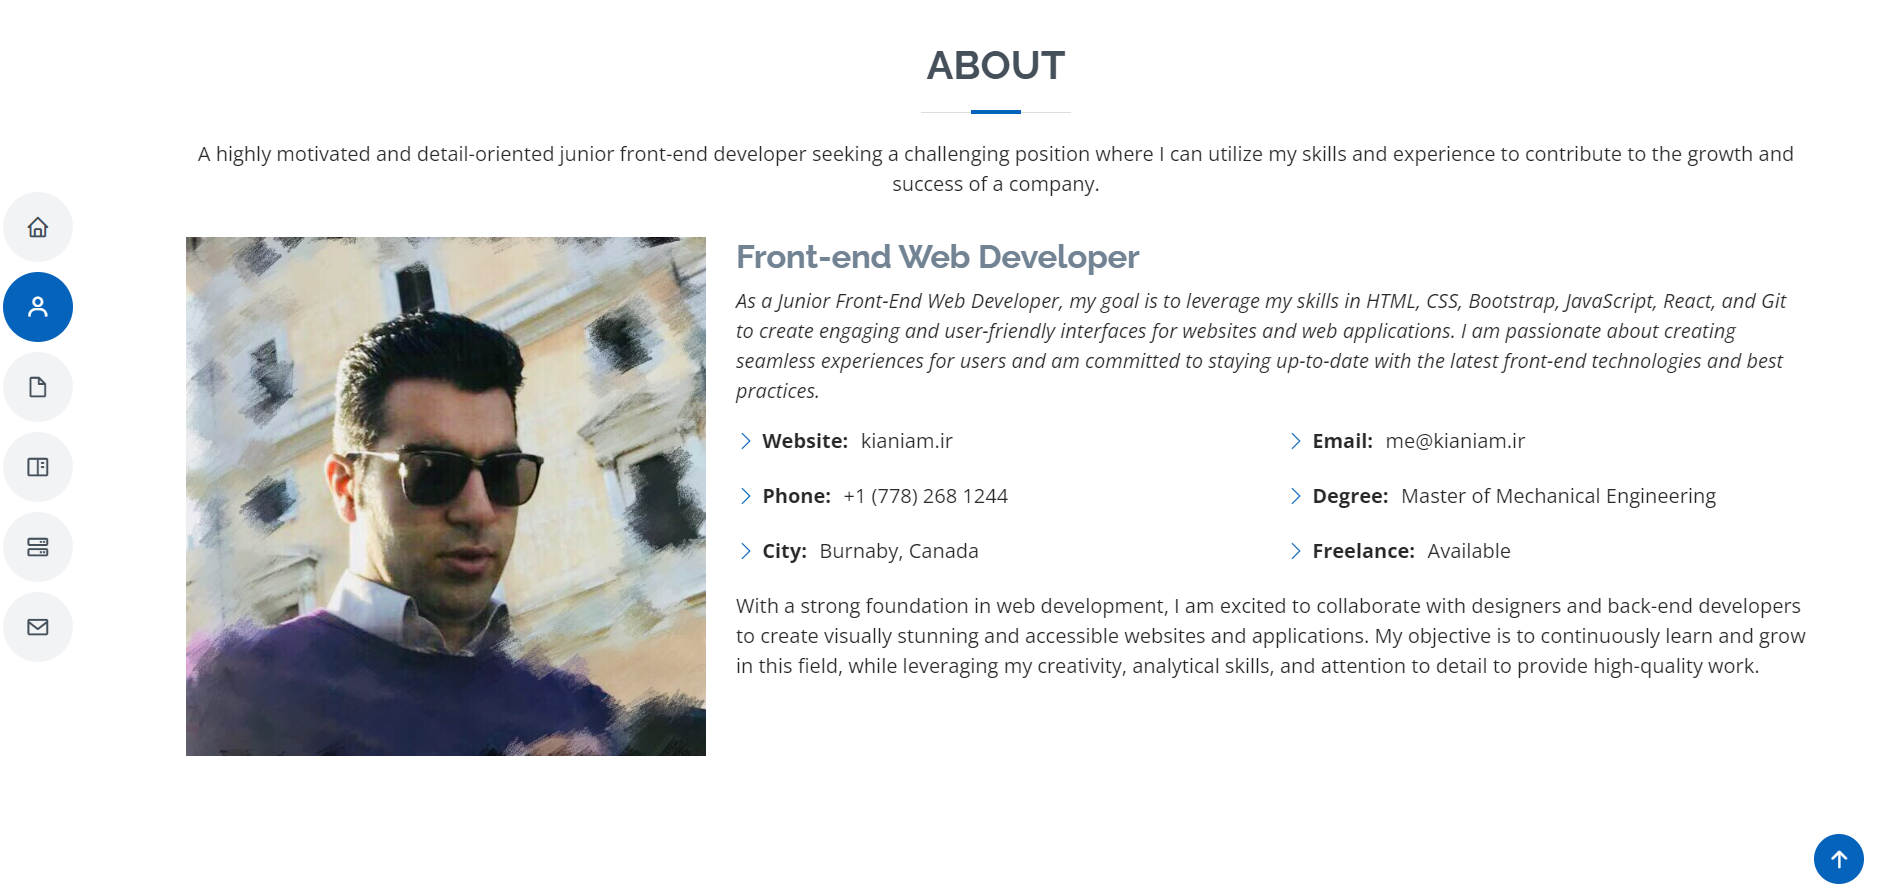 ABOUT
A highly motivated and detail-oriented junior front-end developer seeking a challenging position where I can utilize my skills and experience to contribute to the growth and
success of a company.
Front-end Web Developer
As a Junior Front-End Web Developer, my goal is to leverage my skills in HTML, CSS, Bootstrap, JavaScript, React, and Git
to create engaging and user-friendly interfaces for websites and web applications. I am passionate about creating
seamless experiences for users and am committed to staying up-to-date with the latest front-end technologies and best
practices.
Website: kianiam.ir
Email: me@kianiam.ir
Phone: +1 (778) 268 1244
Degree: Master of Mechanical Engineering
City: Burnaby, Canada
Freelance: Available
With a strong foundation in web development, I am excited to collaborate with designers and back-end developers
to create visually stunning and accessible websites and applications. My objective is to continuously learn and grow
in this field, while leveraging my creativity, analytical skills, and attention to detail to provide high-quality work.